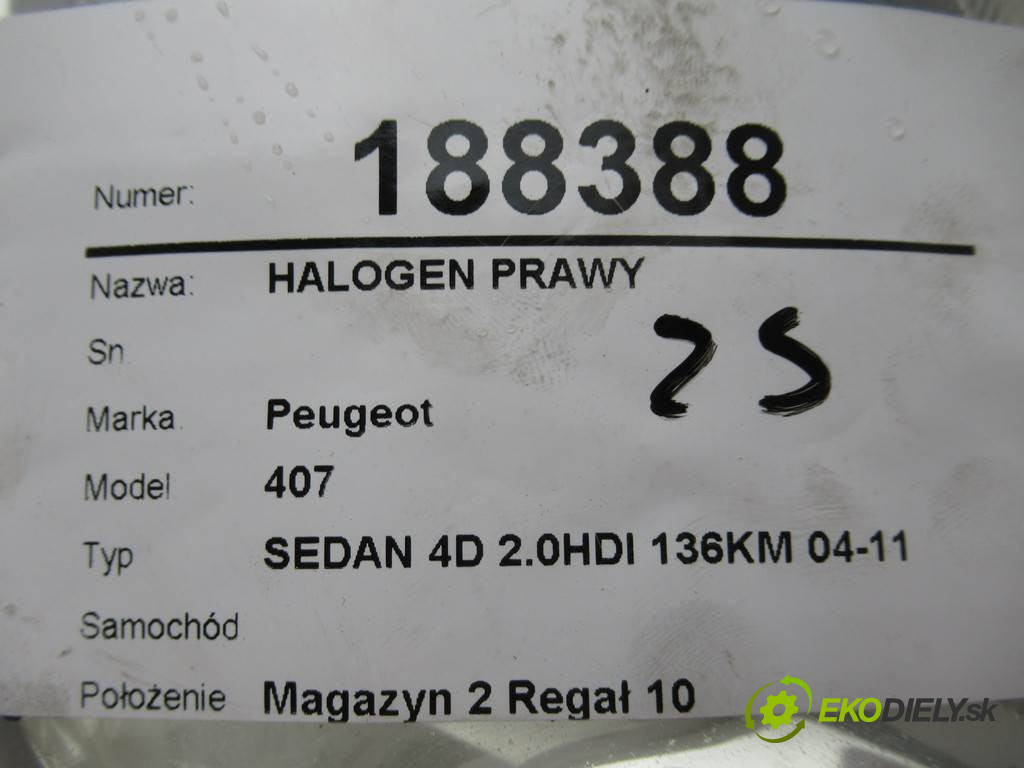 Numer: 188388
Nazwa: HALOGEN PRAWY
Sn
25
Marka Peugeot
Model 407
Typ SEDAN 4D 2.0HDI 136KM 04-11
Samochód
Położenie Magazyn 2 Regał 10
EKODIELY.sk